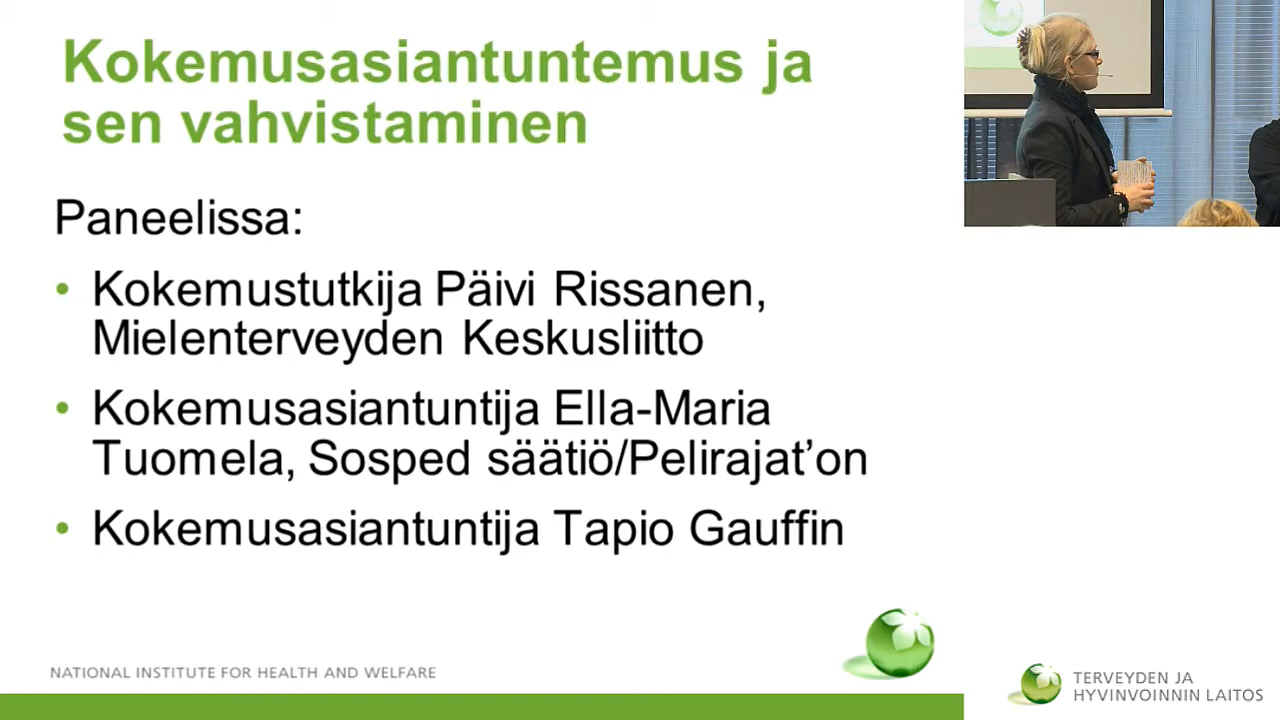 Kokemusasiantuntemus ja
sen vahvistaminen
Paneelissa:
• Kokemustutkija Päivi Rissanen,
Mielenterveyden Keskusliitto
• Kokemusasiantuntija Ella-Maria
Tuomela, Sosped säätiö/Pelirajat’on
• Kokemusasiantuntija Tapio Gauffin
NATIONAL INSTITUTE FOR HEALTH AND WELFARE
TERVEYDEN JA
HYVINVOINNIN LAITOS